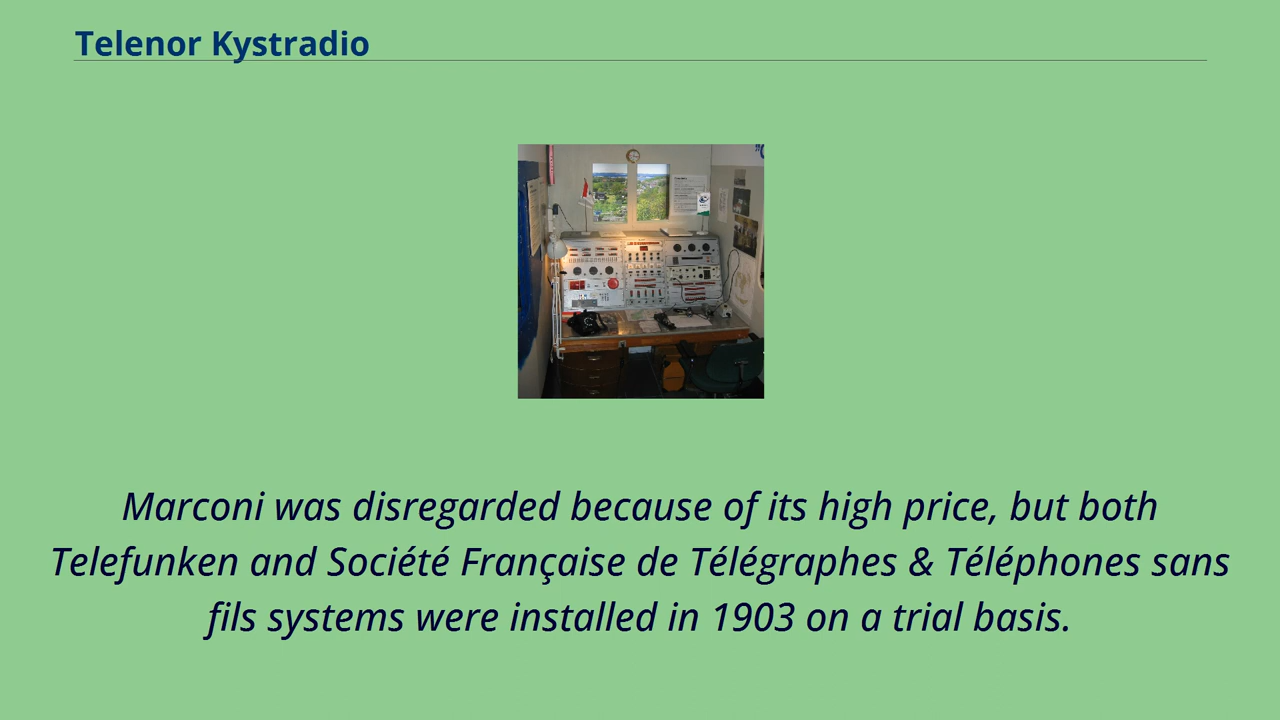 Telenor Kystradio
Marconi was disregarded because of its high price, but both
Telefunken and Société Française de Télégraphes & Téléphones sans
fils systems were installed in 1903 on a trial basis.